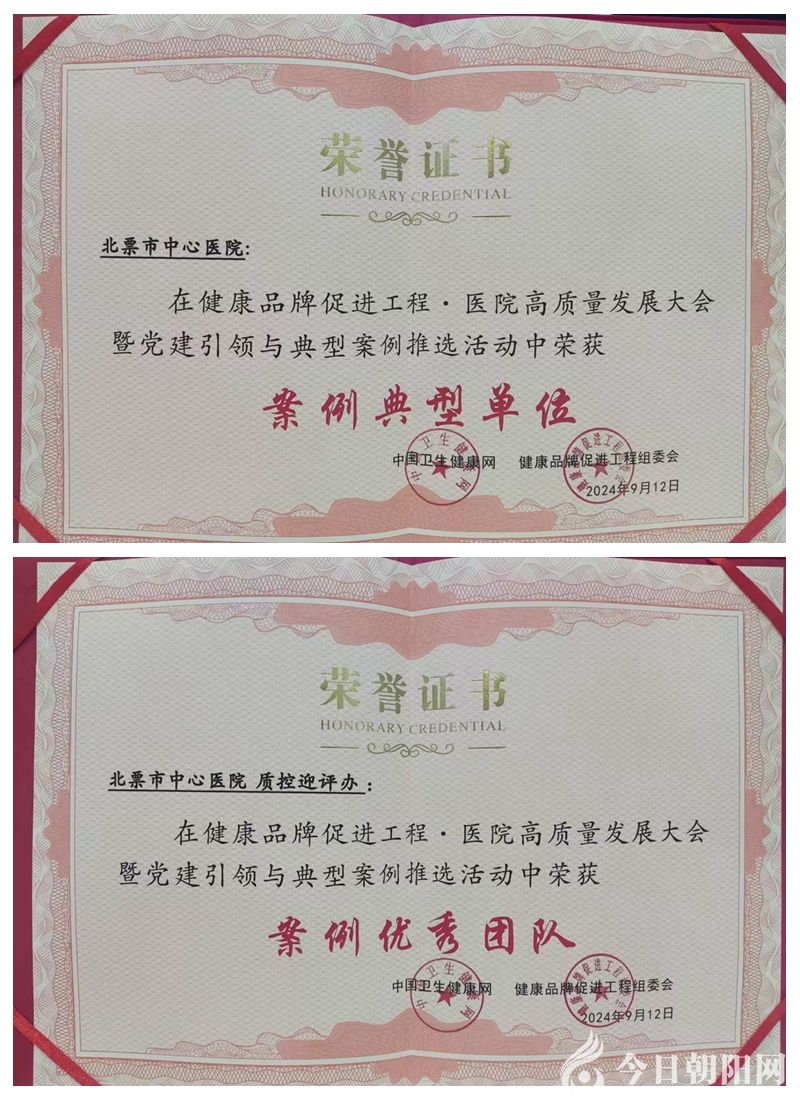 荣誉证书
HONORARY CREDENTIAL
北票市中心医院:
在健康品牌促进工程·医院高质量发展大会
暨党建引领与典型案例推选活动中荣获
案例典型单位
中国卫生健康网 健康品牌促进工程组委会
2024年9月12日
荣誉证书
HONORARY CREDENTIAL
北票市中心医院 质控迎评办:
在健康品牌促进工程·医院高质量发展大会
暨党建引领与典型案例推选活动中荣获
案例优秀团队
中国卫生健康网 健康品牌促进工程组委会
2024年9月12日
今日朝阳网